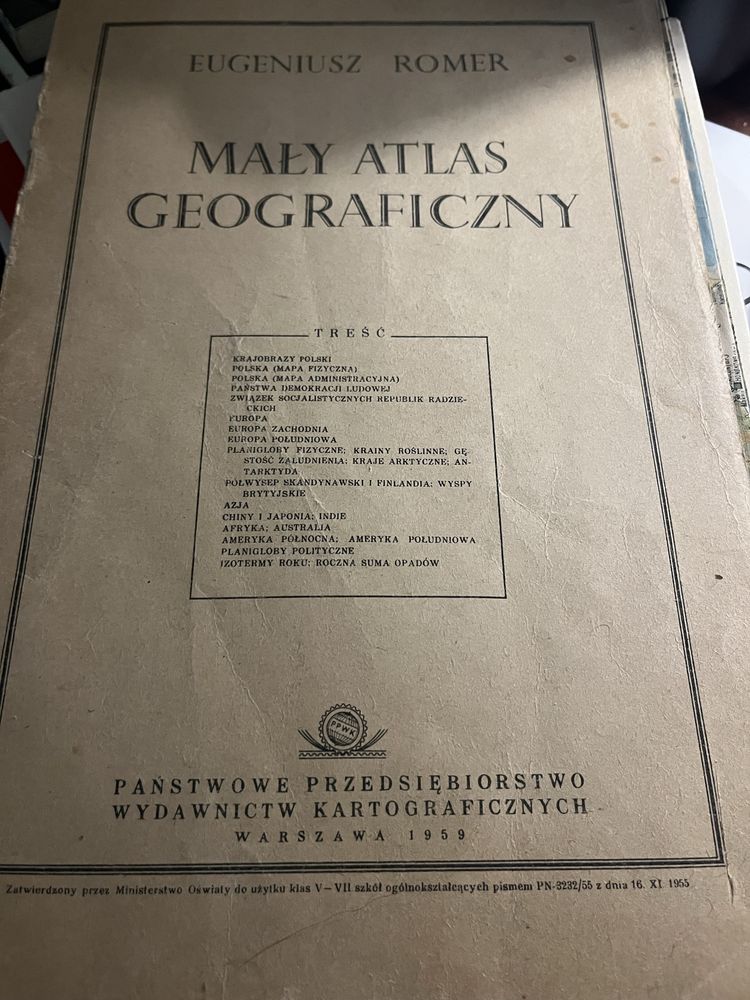 EUGENIUSZ ROMER
MAŁY ATLAS
GEOGRAFICZNY
TREŚĆ
KRAJOBRAZY POLSKI
POLSKA (MAPA FIZYCZNA)
POLSKA (MAPA ADMINISTRACYJNA)
PAŃSTWA DEMOKRACJI LUDOWEJ
ZWIĄZEK SOCJALISTYCZNYCH REPUBLIK RADZIE-
CKICH
EUROPA
EUROPA ZACHODNIA
EUROPA POŁUDNIOWA
PLANIGLOBY FIZYCZNE; KRAINY ROŚLINNE; GĘ-
STOŚĆ ZALUDNIENIA; KRAJE ARKTYCZNE; AN-
TARKTYDA
PÓŁWYSEP SKANDYNAWSKI I FINLANDIA; WYSPY
BRYTYJSKIE
AZJA
CHINY I JAPONIA; INDIE
AFRYKA; AUSTRALIA
AMERYKA PÓŁNOCNA; AMERYKA POŁUDNIOWA
PLANIGLOBY POLITYCZNE
IZOTERMY ROKU; ROCZNA SUMA OPADÓW
PPWK
PAŃSTWOWE PRZEDSIĘBIORSTWO
WYDAWNICTW KARTOGRAFICZNYCH
WARSZAWA 1959
Zatwierdzony przez Ministerstwo Oświaty do użytku klas V–VII szkół ogólnokształcących pismem PN-3232/55 z dnia 16. XI 1955